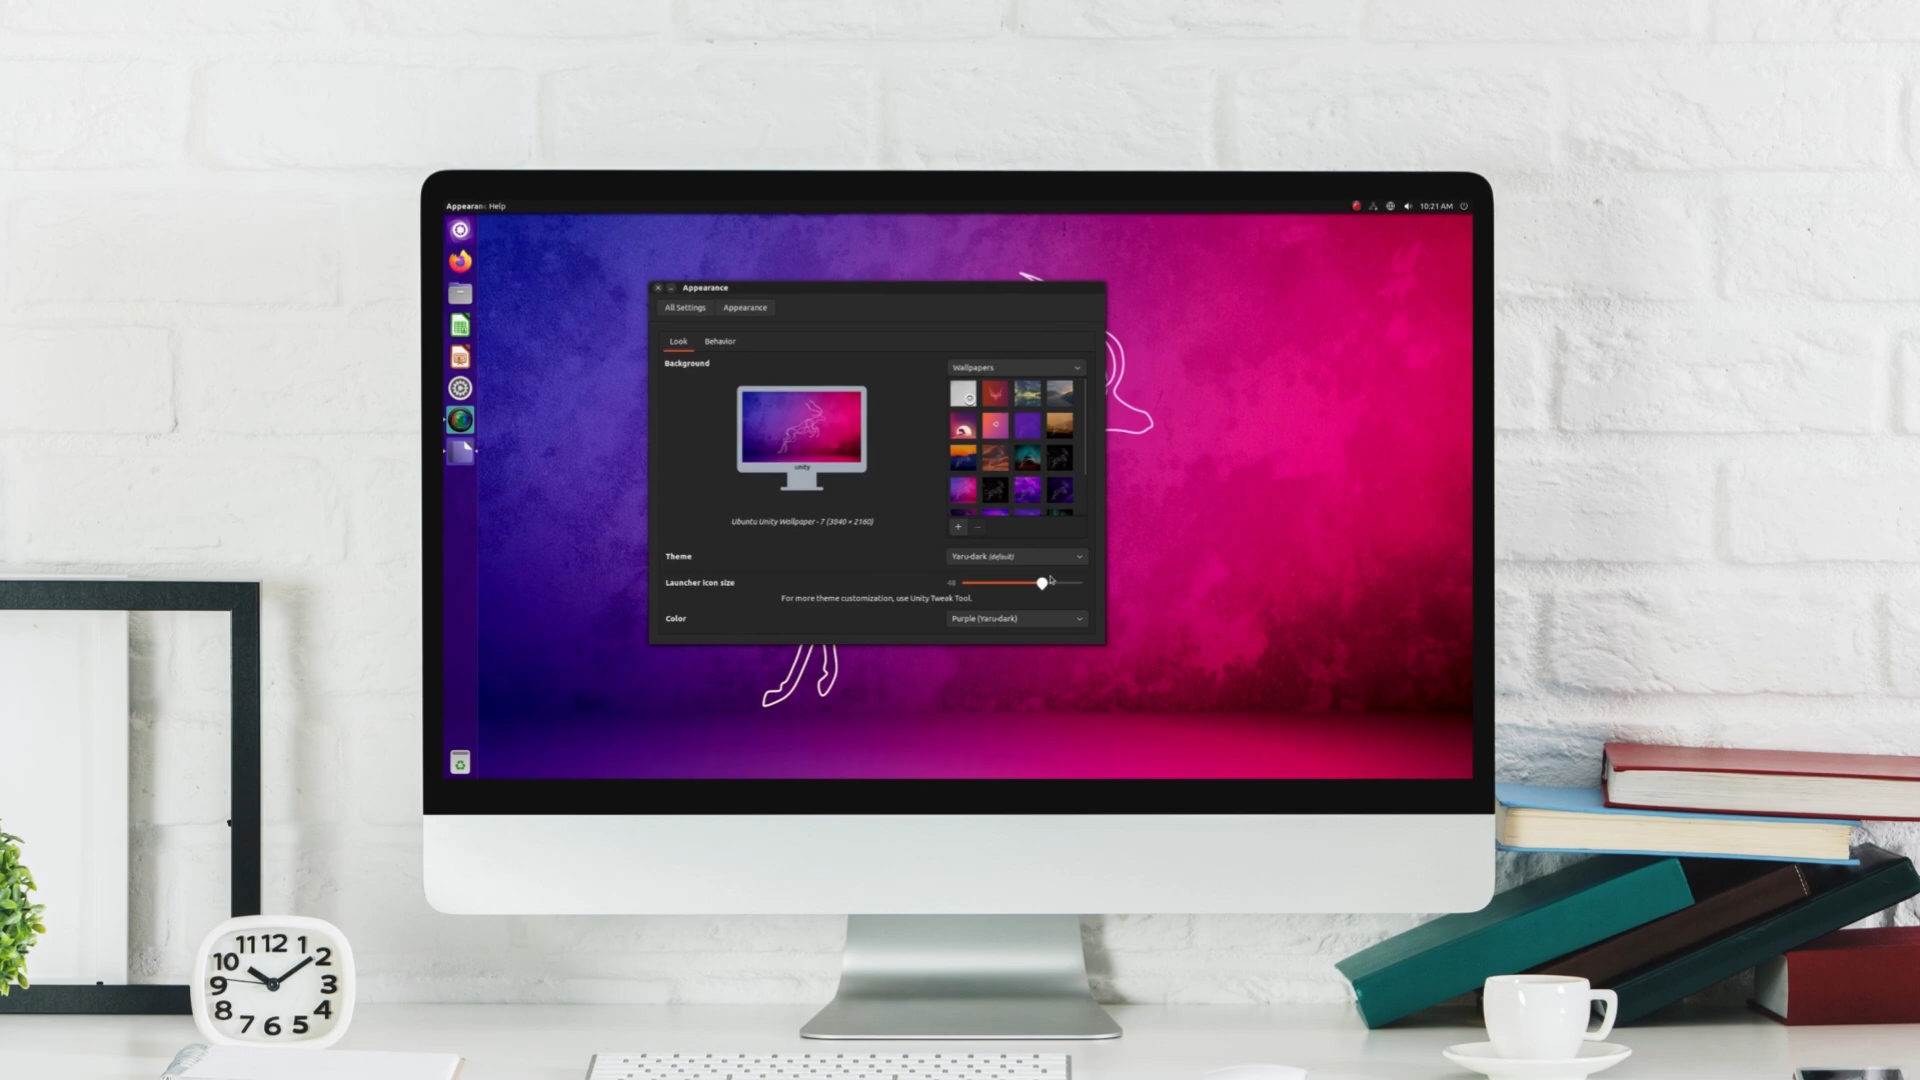 Appearanc Help
10:21 AM
Appearance
All Settings
Appearance
Look
Behavior
Background
Wallpapers
unity
Ubuntu Unity Wallpaper - 7 (3840 × 2160)
Theme
Yaru-dark (default)
Launcher icon size
48
For more theme customization, use Unity Tweak Tool.
Color
Purple (Yaru-dark)
11 12 1
10 2
9 3
8 4
7 6 5